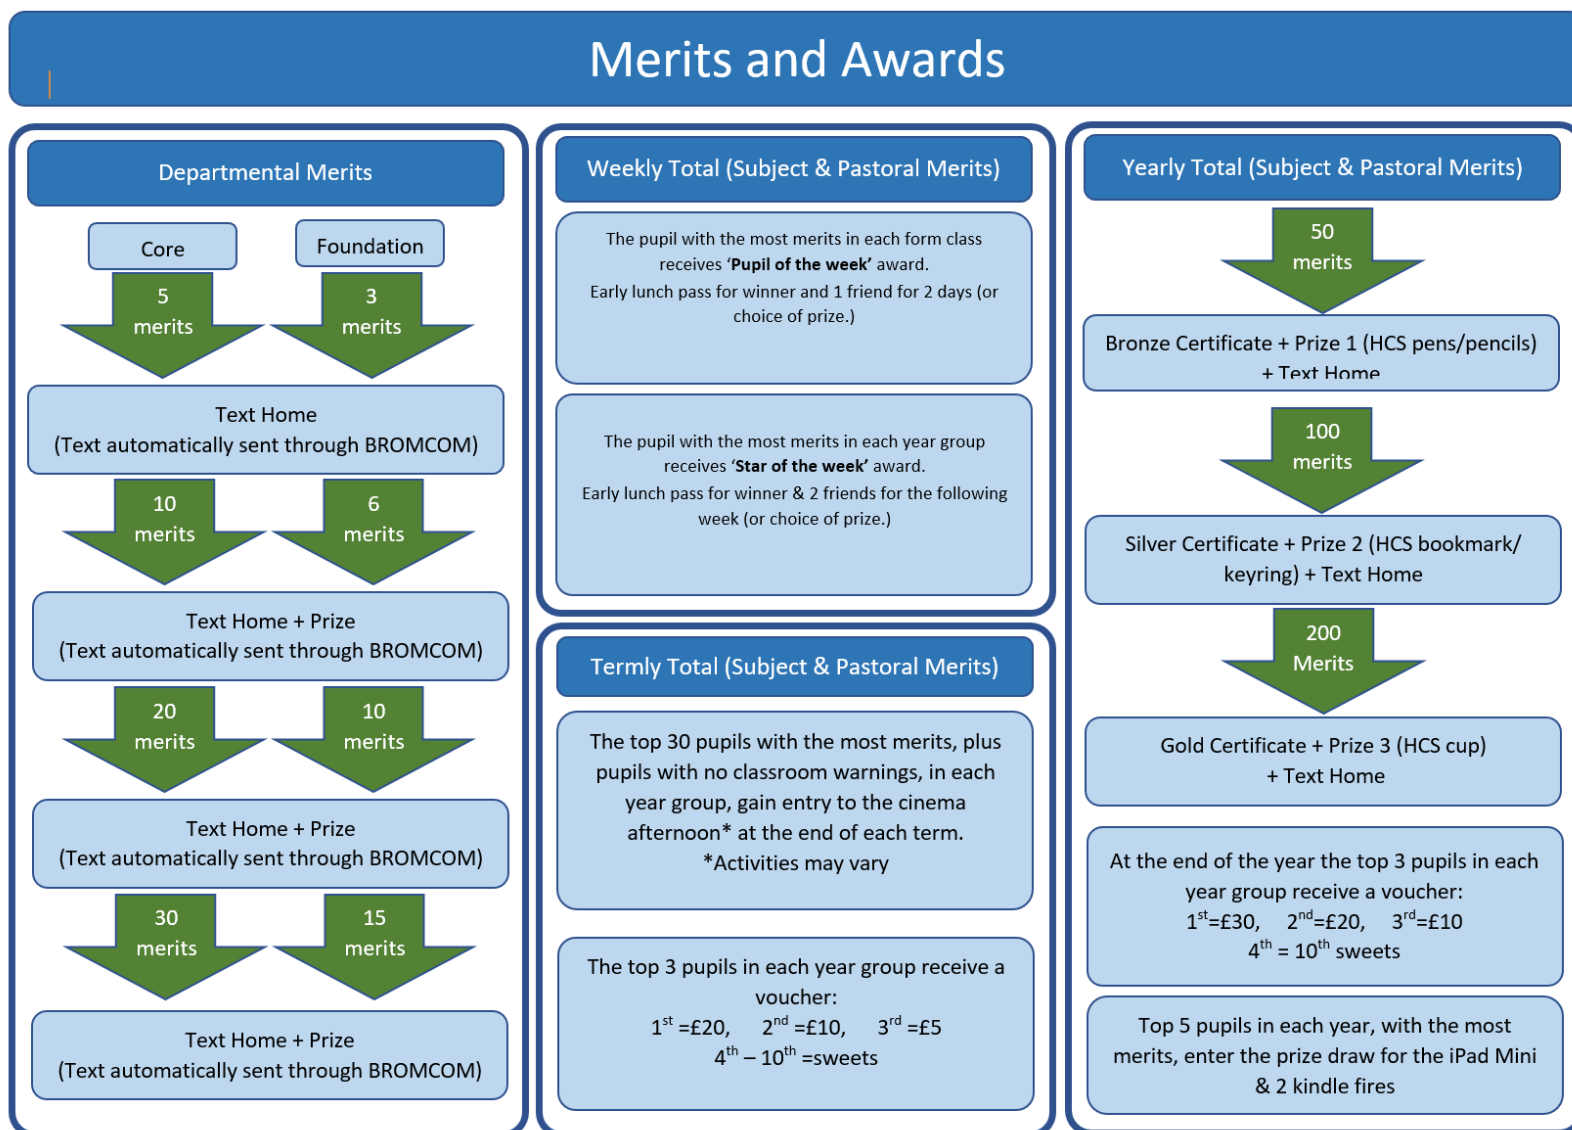 Merits and Awards
Departmental Merits
Core
Foundation
5
merits
3
merits
Text Home
(Text automatically sent through BROMCOM)
10
merits
6
merits
Text Home + Prize
(Text automatically sent through BROMCOM)
20
merits
10
merits
Text Home + Prize
(Text automatically sent through BROMCOM)
30
merits
15
merits
Text Home + Prize
(Text automatically sent through BROMCOM)
Weekly Total (Subject & Pastoral Merits)
The pupil with the most merits in each form class
receives ‘Pupil of the week’ award.
Early lunch pass for winner and 1 friend for 2 days (or
choice of prize.)
The pupil with the most merits in each year group
receives ‘Star of the week’ award.
Early lunch pass for winner & 2 friends for the following
week (or choice of prize.)
Termly Total (Subject & Pastoral Merits)
The top 30 pupils with the most merits, plus
pupils with no classroom warnings, in each
year group, gain entry to the cinema
afternoon* at the end of each term.
*Activities may vary
The top 3 pupils in each year group receive a
voucher:
1st =£20, 2nd =£10, 3rd =£5
4th – 10th =sweets
Yearly Total (Subject & Pastoral Merits)
50
merits
Bronze Certificate + Prize 1 (HCS pens/pencils)
+ Text Home
100
merits
Silver Certificate + Prize 2 (HCS bookmark/
keyring) + Text Home
200
Merits
Gold Certificate + Prize 3 (HCS cup)
+ Text Home
At the end of the year the top 3 pupils in each
year group receive a voucher:
1st=£30, 2nd=£20, 3rd=£10
4th = 10th sweets
Top 5 pupils in each year, with the most
merits, enter the prize draw for the iPad Mini
& 2 kindle fires